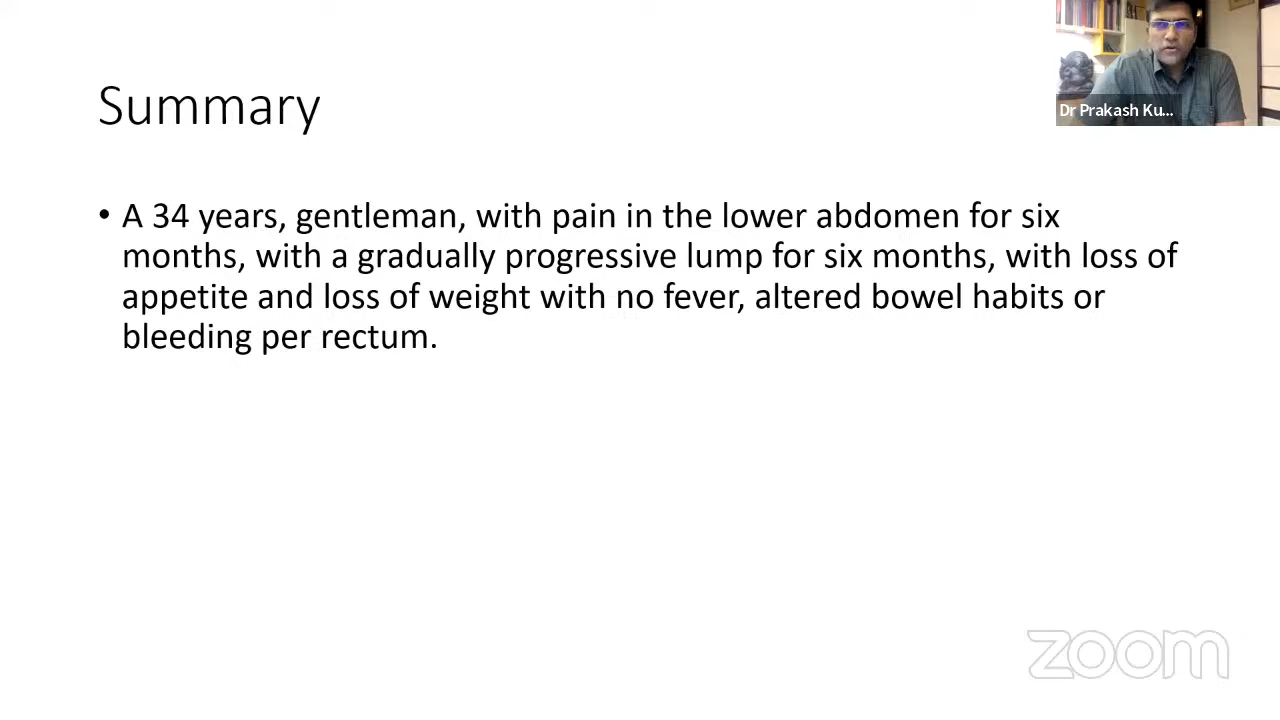 Summary
• A 34 years, gentleman, with pain in the lower abdomen for six
months, with a gradually progressive lump for six months, with loss of
appetite and loss of weight with no fever, altered bowel habits or
bleeding per rectum.
Dr Prakash Ku...
zoom